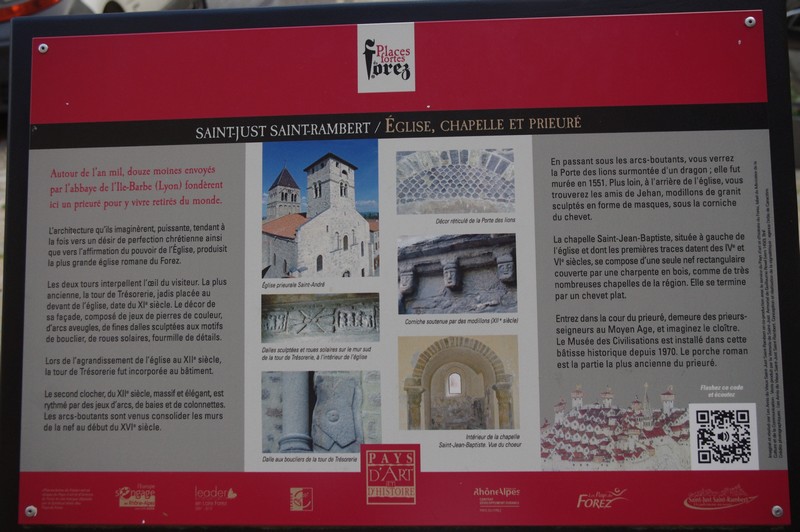 Places
fortes
du
Forez
SAINT-JUST SAINT-RAMBERT / ÉGLISE, CHAPELLE ET PRIEURÉ
Autour de l'an mil, douze moines envoyés
par l'abbaye de l'Ile-Barbe (Lyon) fondèrent
ici un prieuré pour y vivre retirés du monde.
L'architecture qu'ils imaginèrent, puissante, tendant à
la fois vers un désir de perfection chrétienne ainsi
que vers l'affirmation du pouvoir de l'Église, produisit
la plus grande église romane du Forez.
Les deux tours interpellent l'œil du visiteur. La plus
ancienne, la tour de Trésorerie, jadis placée au
devant de l'église, date du XIe siècle. Le décor de
sa façade, composé de jeux de pierres de couleur,
d'arcs aveugles, de fines dalles sculptées aux motifs
de bouclier, de roues solaires, fourmille de détails.
Lors de l'agrandissement de l'église au XIIe siècle,
la tour de Trésorerie fut incorporée au bâtiment.
Le second clocher, du XIIe siècle, massif et élégant, est
rythmé par des jeux d'arcs, de baies et de colonnettes.
Les arcs-boutants sont venus consolider les murs
de la nef au début du XVIe siècle.
Église prieurale Saint-André
Dalles sculptées et roues solaires sur le mur sud
de la tour de Trésorerie, à l'intérieur de l'église
Dalle aux boucliers de la tour de Trésorerie
Décor réticulé de la Porte des lions
Corniche soutenue par des modillons (XIIe siècle)
Intérieur de la chapelle
Saint-Jean-Baptiste. Vue du choeur
En passant sous les arcs-boutants, vous verrez
la Porte des lions surmontée d'un dragon ; elle fut
murée en 1551. Plus loin, à l'arrière de l'église, vous
trouverez les amis de Jehan, modillons de granit
sculptés en forme de masques, sous la corniche
du chevet.
La chapelle Saint-Jean-Baptiste, située à gauche de
l'église et dont les premières traces datent des IVe et
VIe siècles, se compose d'une seule nef rectangulaire
couverte par une charpente en bois, comme de très
nombreuses chapelles de la région. Elle se termine
par un chevet plat.
Entrez dans la cour du prieuré, demeure des prieurs-
seigneurs au Moyen Age, et imaginez le cloître.
Le Musée des Civilisations est installé dans cette
bâtisse historique depuis 1970. Le porche roman
est la partie la plus ancienne du prieuré.
Flasher ce code
et écoutez
PAYS
D'ART
et
D'HISTOIRE
leader
RhôneAlpes
FOREZ
Saint-Just Saint-Rambert